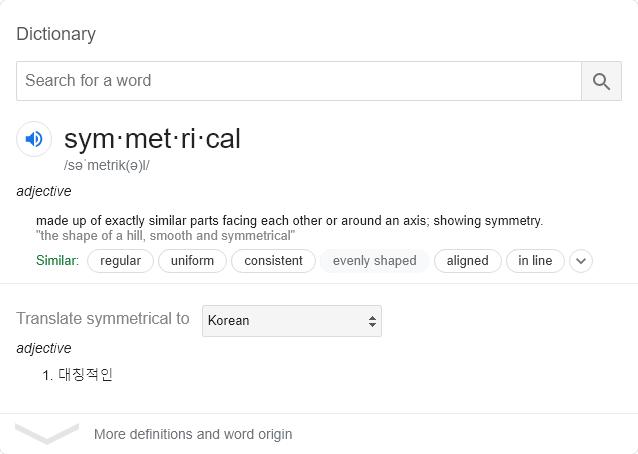 Dictionary
Search for a word
sym·met·ri·cal
/səˈmetrik(ə)l/
adjective
made up of exactly similar parts facing each other or around an axis; showing symmetry.
"the shape of a hill, smooth and symmetrical"
Similar: regular uniform consistent evenly shaped aligned in line
Translate symmetrical to Korean
adjective
1. 대칭적인
More definitions and word origin